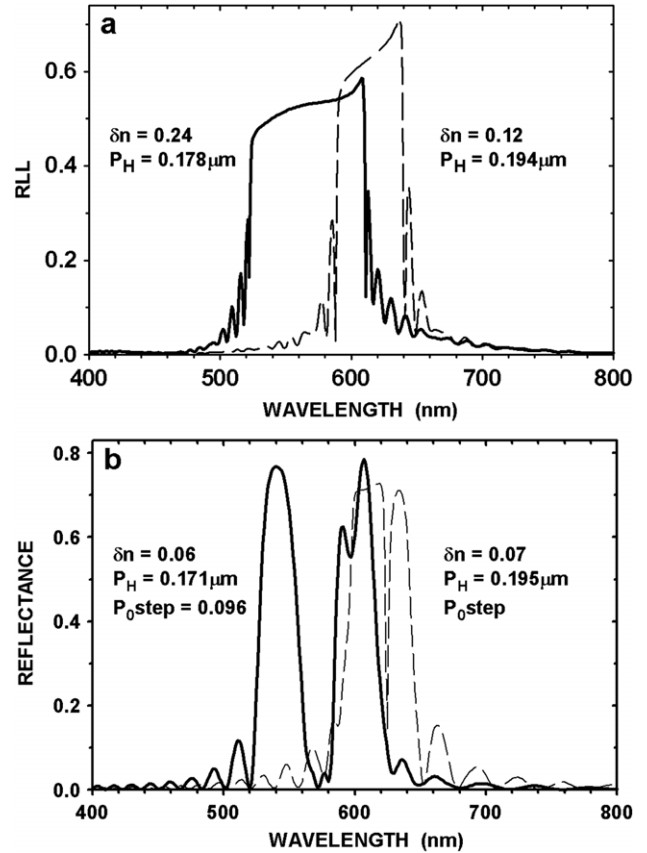 a
RLL
0.6
0.4
0.2
0.0
δn = 0.24
P_H = 0.178μm
δn = 0.12
P_H = 0.194μm
400 500 600 700 800
WAVELENGTH (nm)
b
REFLECTANCE
0.8
0.6
0.4
0.2
0.0
δn = 0.06
P_H = 0.171μm
P_0step = 0.096
δn = 0.07
P_H = 0.195μm
P_0step
400 500 600 700 800
WAVELENGTH (nm)